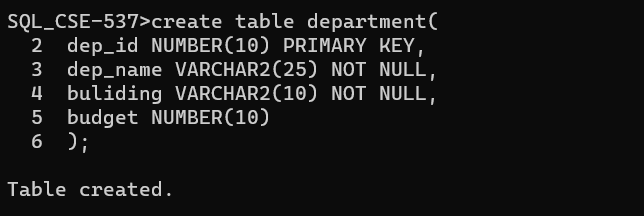 SQL_CSE-537>create table department(
  2  dep_id NUMBER(10) PRIMARY KEY,
  3  dep_name VARCHAR2(25) NOT NULL,
  4  buliding VARCHAR2(10) NOT NULL,
  5  budget NUMBER(10)
  6  );
Table created.